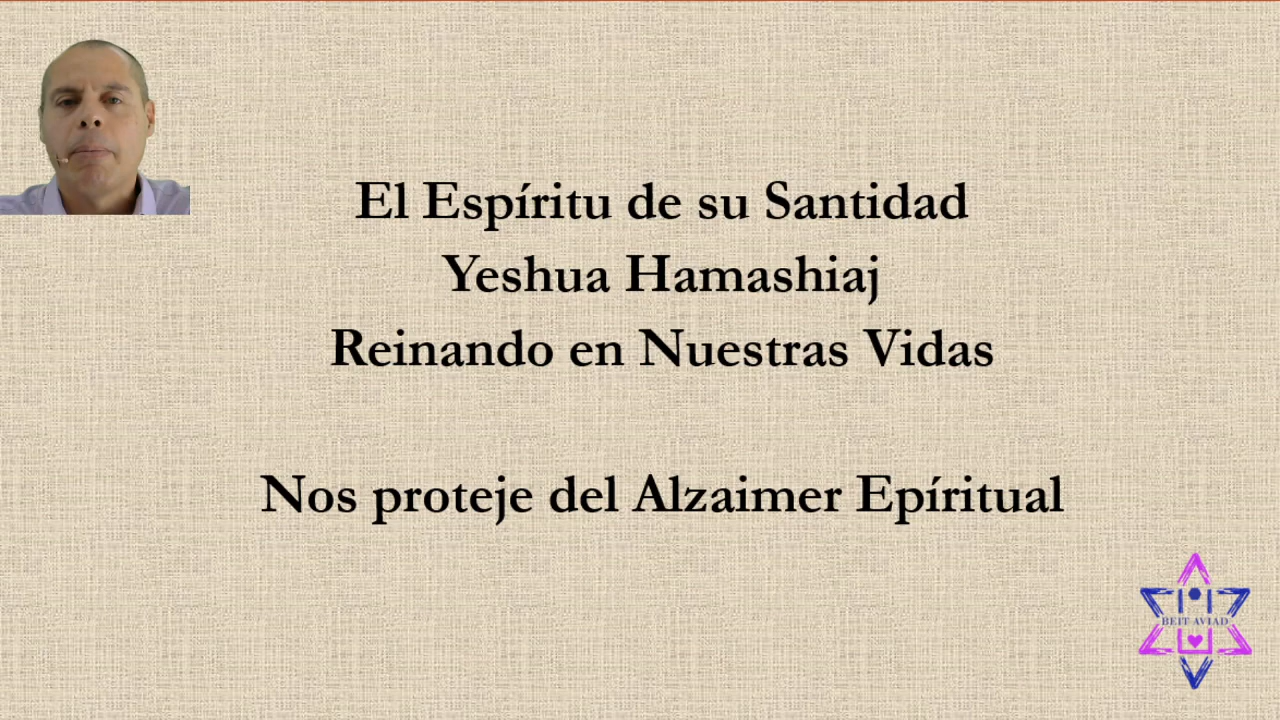 El Espíritu de su Santidad
Yeshua Hamashiaj
Reinando en Nuestras Vidas
Nos proteje del Alzaimer Epíritual
BEIT AVIAD